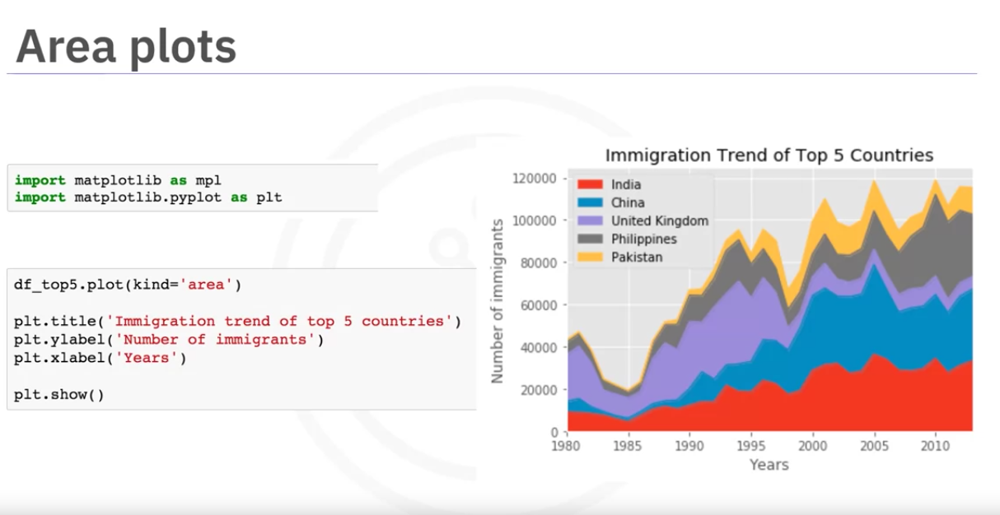 Area plots
import matplotlib as mpl
import matplotlib.pyplot as plt
df_top5.plot(kind='area')
plt.title('Immigration trend of top 5 countries')
plt.ylabel('Number of immigrants')
plt.xlabel('Years')
plt.show()
Immigration Trend of Top 5 Countries
Number of immigrants
120000
100000
80000
60000
40000
20000
0
India
China
United Kingdom
Philippines
Pakistan
1980 1985 1990 1995 2000 2005 2010
Years